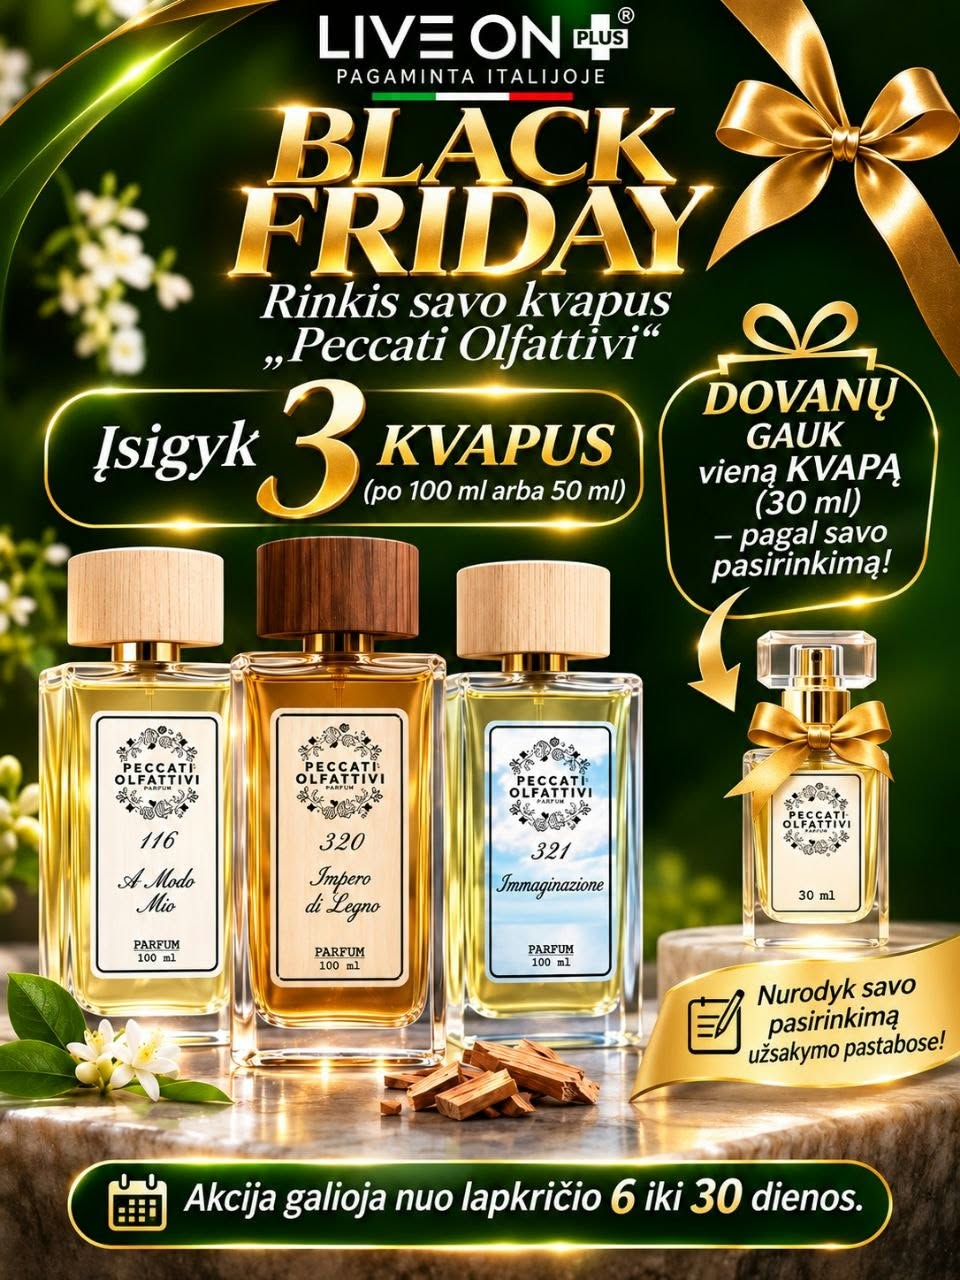 LIVE ON PLUS®
PAGAMINTA ITALIJOJE
BLACK
FRIDAY
Rinkis savo kvapus
„Peccati Olfattivi“
Įsigyk 3 KVAPUS
(po 100 ml arba 50 ml)
DOVANŲ
GAUK
vieną KVAPĄ
(30 ml)
– pagal savo
pasirinkimą!
PECCATI
OLFATTIVI
PARFUM
116
A Modo
Mio
PARFUM
100 ml
PECCATI
OLFATTIVI
PARFUM
320
Impero
di Legno
PARFUM
100 ml
PECCATI
OLFATTIVI
PARFUM
321
Immaginazione
PARFUM
100 ml
PECCATI
OLFATTIVI
PARFUM
30 ml
Nurodyk savo
pasirinkimą
užsakymo pastabose!
Akcija galioja nuo lapkričio 6 iki 30 dienos.